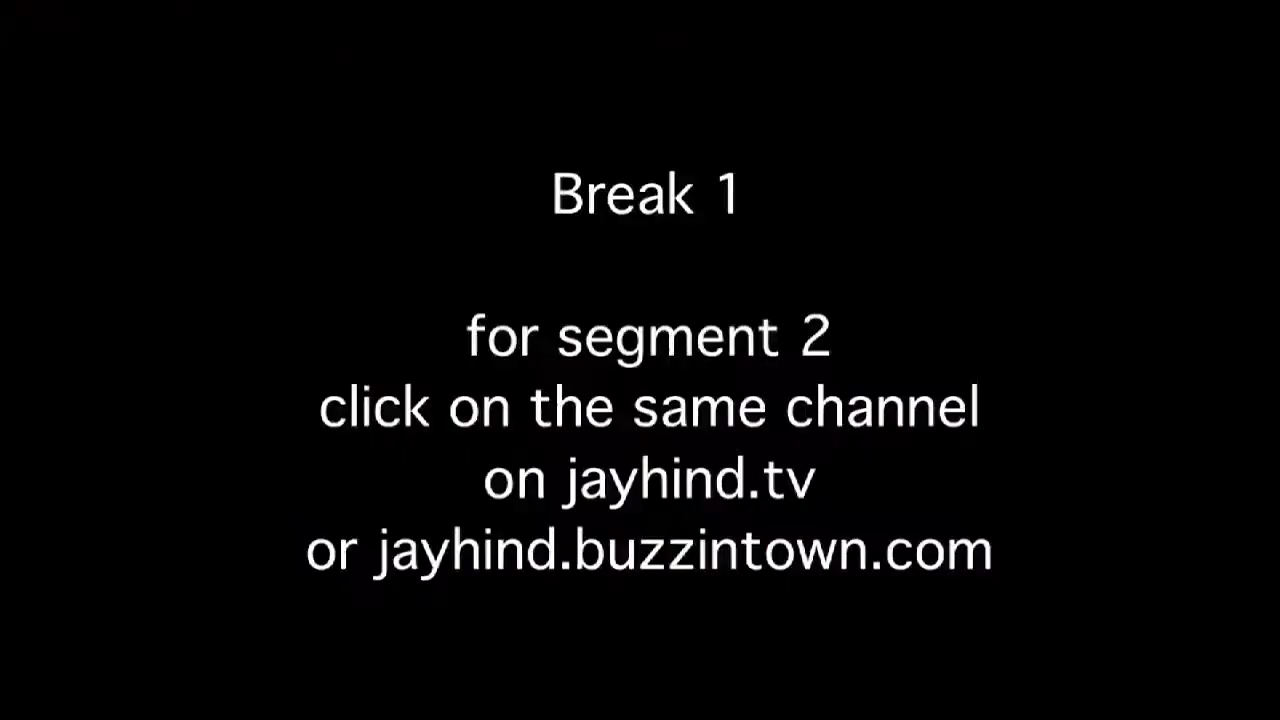 Break 1
for segment 2
click on the same channel
on jayhind.tv
or jayhind.buzzintown.com